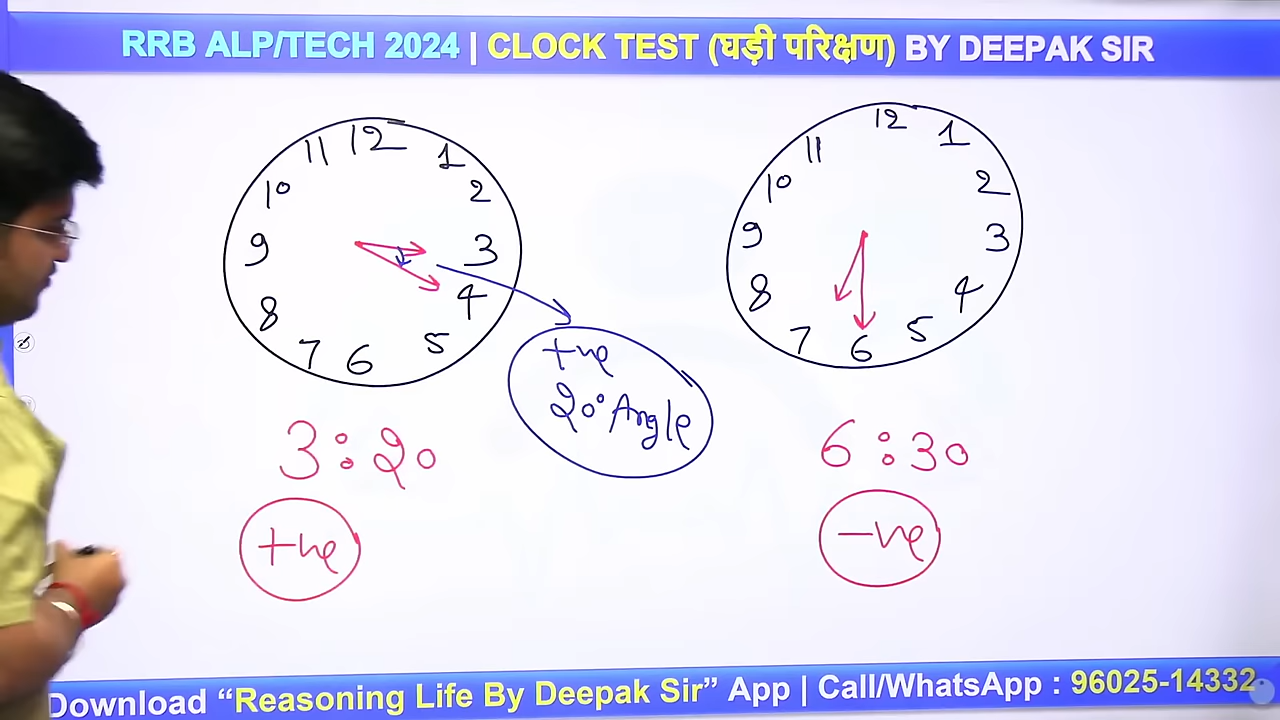 RRB ALP/TECH 2024 | CLOCK TEST (घड़ी परिक्षण) BY DEEPAK SIR
11 12 1
10 2
9 3
8 4
7 6 5
3:20
+ve
+ve
20° Angle
12
11 1
10 2
9 3
8 4
7 6 5
6:30
-ve
Download “Reasoning Life By Deepak Sir” App | Call/WhatsApp : 96025-14332